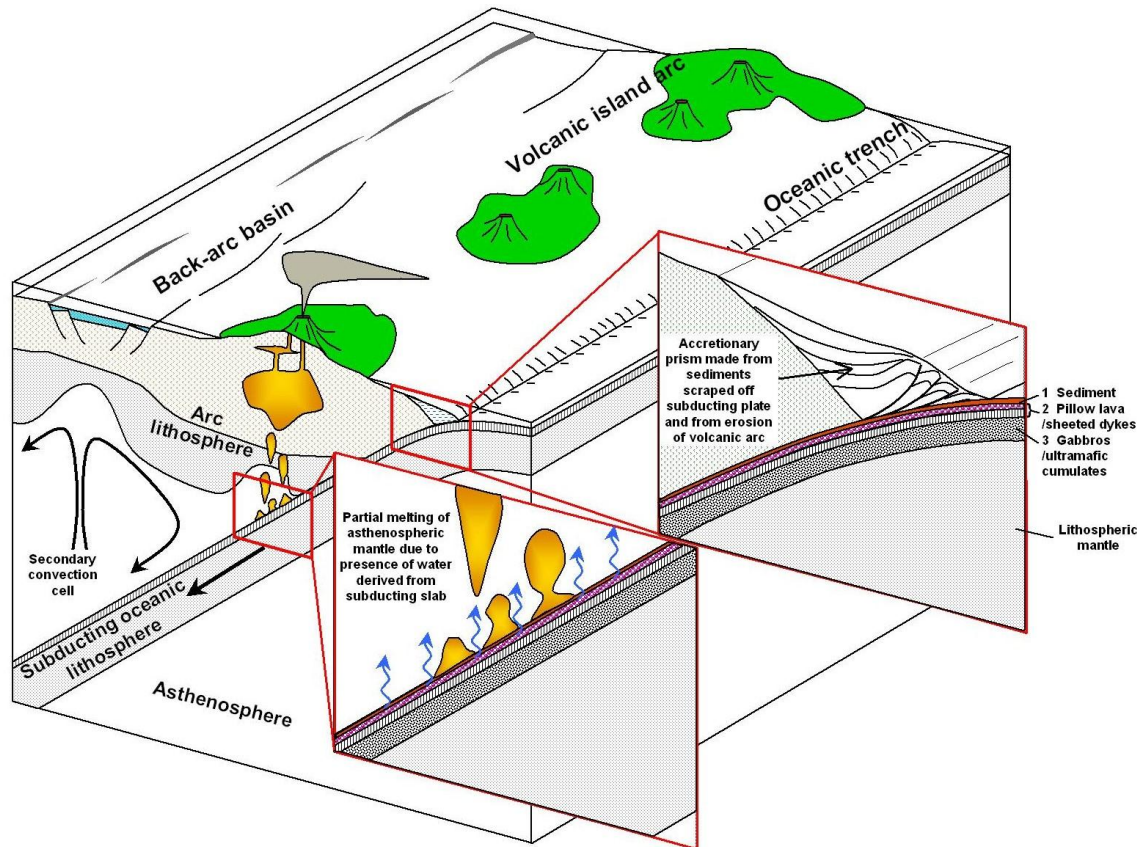 Volcanic island arc
Oceanic trench
Back-arc basin
Accretionary
prism made from
sediments
scraped off
subducting plate
and from erosion
of volcanic arc
1 Sediment
2 Pillow lava
/sheeted dykes
3 Gabbros
/ultramafic
cumulates
Lithospheric
mantle
Arc
lithosphere
Secondary
convection
cell
Partial melting of
asthenospheric
mantle due to
presence of water
derived from
subducting slab
Subducting oceanic
lithosphere
Asthenosphere